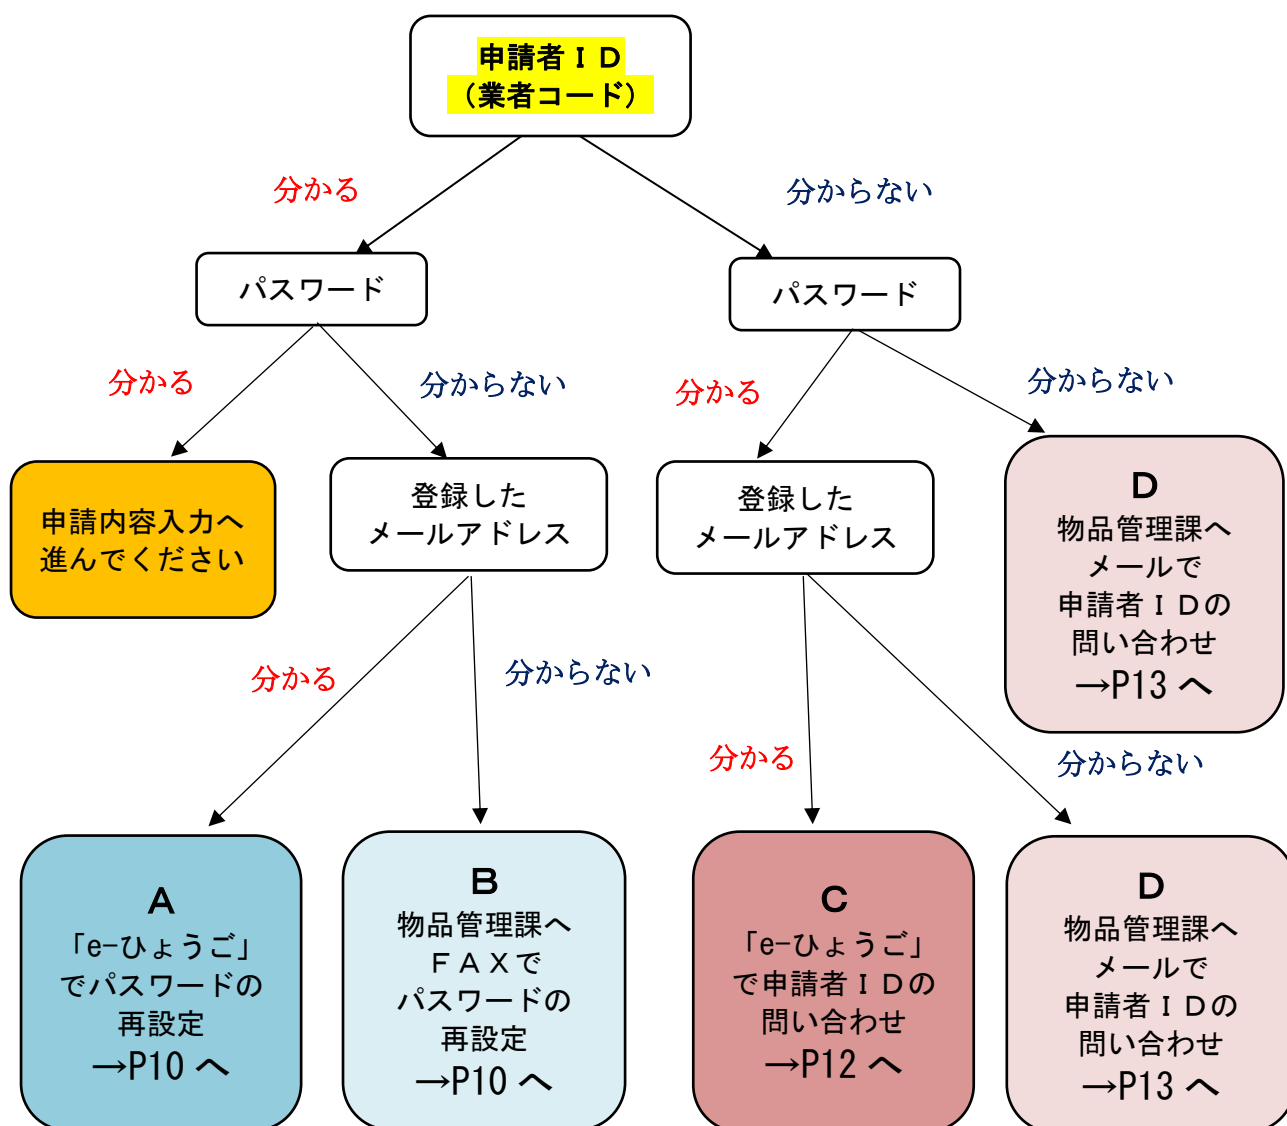 申請者ＩＤ
（業者コード）
分かる
分からない
パスワード
パスワード
分かる
分からない
分かる
分からない
申請内容入力へ
進んでください
登録した
メールアドレス
登録した
メールアドレス
D
物品管理課へ
メールで
申請者ＩＤの
問い合わせ
→P13 へ
分かる
分からない
分かる
分からない
A
「e-ひょうご」
でパスワードの
再設定
→P10 へ
B
物品管理課へ
ＦＡＸで
パスワードの
再設定
→P10 へ
C
「e-ひょうご」
で申請者ＩＤの
問い合わせ
→P12 へ
D
物品管理課へ
メールで
申請者ＩＤの
問い合わせ
→P13 へ